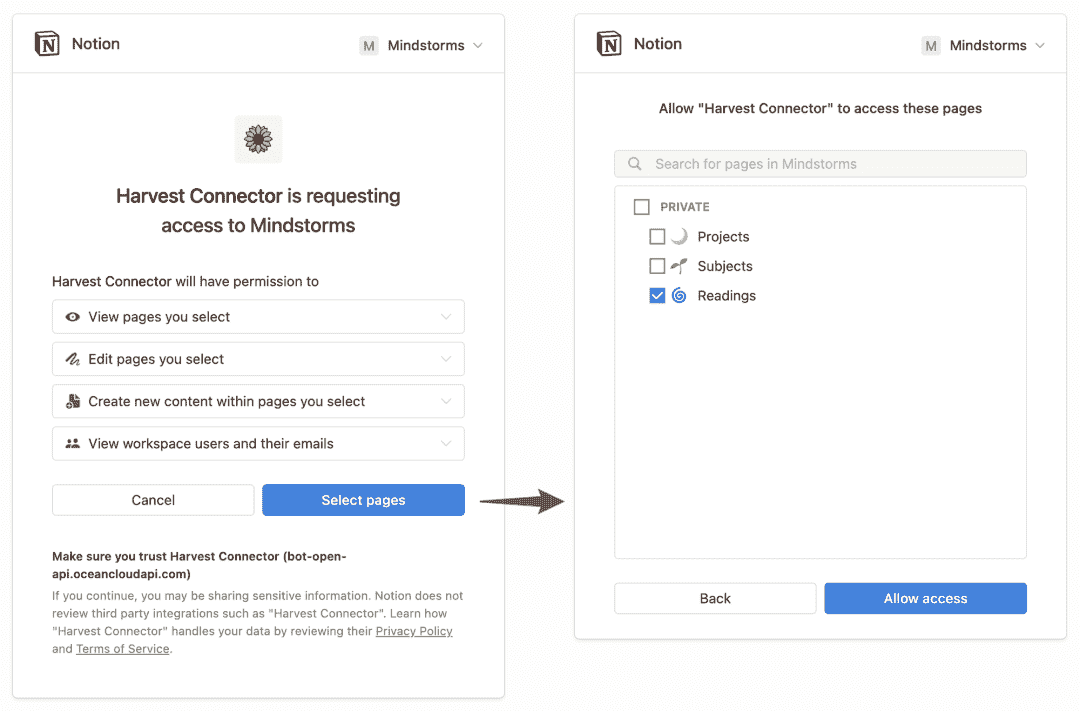 Notion
M Mindstorms
Harvest Connector is requesting
access to Mindstorms
Harvest Connector will have permission to
View pages you select
Edit pages you select
Create new content within pages you select
View workspace users and their emails
Cancel
Select pages
Make sure you trust Harvest Connector (bot-open-
api.oceancloudapi.com)
If you continue, you may be sharing sensitive information. Notion does not
review third party integrations such as "Harvest Connector". Learn how
"Harvest Connector" handles your data by reviewing their Privacy Policy
and Terms of Service.
Notion
M Mindstorms
Allow "Harvest Connector" to access these pages
Search for pages in Mindstorms
PRIVATE
Projects
Subjects
Readings
Back
Allow access